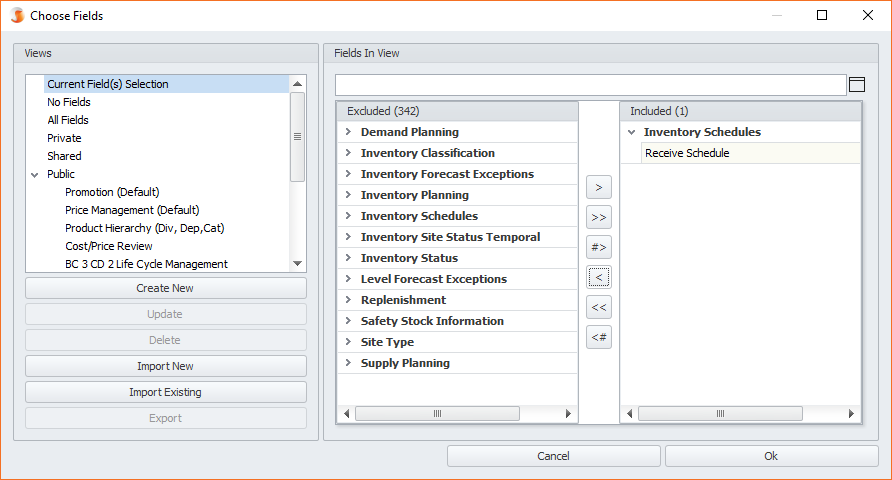 Choose Fields
Views
Current Field(s) Selection
No Fields
All Fields
Private
Shared
Public
Promotion (Default)
Price Management (Default)
Product Hierarchy (Div, Dep,Cat)
Cost/Price Review
BC 3 CD 2 Life Cycle Management
Create New
Update
Delete
Import New
Import Existing
Export
Fields In View
Excluded (342)
Demand Planning
Inventory Classification
Inventory Forecast Exceptions
Inventory Planning
Inventory Schedules
Inventory Site Status Temporal
Inventory Status
Level Forecast Exceptions
Replenishment
Safety Stock Information
Site Type
Supply Planning
>
>>
#>
<
<<
<#
Included (1)
Inventory Schedules
Receive Schedule
Cancel
Ok